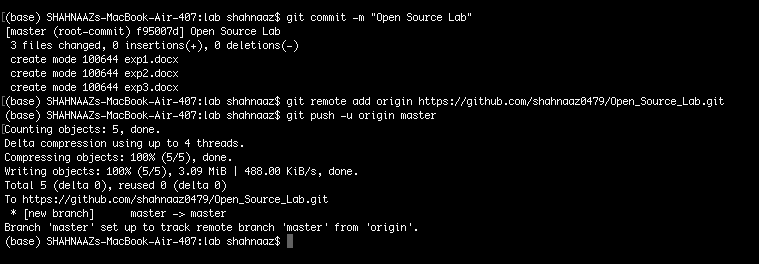 (base) SHAHNAAZs-MacBook-Air-407:lab shahnaaz$ git commit -m "Open Source Lab"
[master (root-commit) f95007d] Open Source Lab
3 files changed, 0 insertions(+), 0 deletions(-)
create mode 100644 exp1.docx
create mode 100644 exp2.docx
create mode 100644 exp3.docx
(base) SHAHNAAZs-MacBook-Air-407:lab shahnaaz$ git remote add origin https://github.com/shahnaaz0479/Open_Source_Lab.git
(base) SHAHNAAZs-MacBook-Air-407:lab shahnaaz$ git push -u origin master
Counting objects: 5, done.
Delta compression using up to 4 threads.
Compressing objects: 100% (5/5), done.
Writing objects: 100% (5/5), 3.09 MiB | 488.00 KiB/s, done.
Total 5 (delta 0), reused 0 (delta 0)
To https://github.com/shahnaaz0479/Open_Source_Lab.git
* [new branch] master -> master
Branch 'master' set up to track remote branch 'master' from 'origin'.
(base) SHAHNAAZs-MacBook-Air-407:lab shahnaaz$